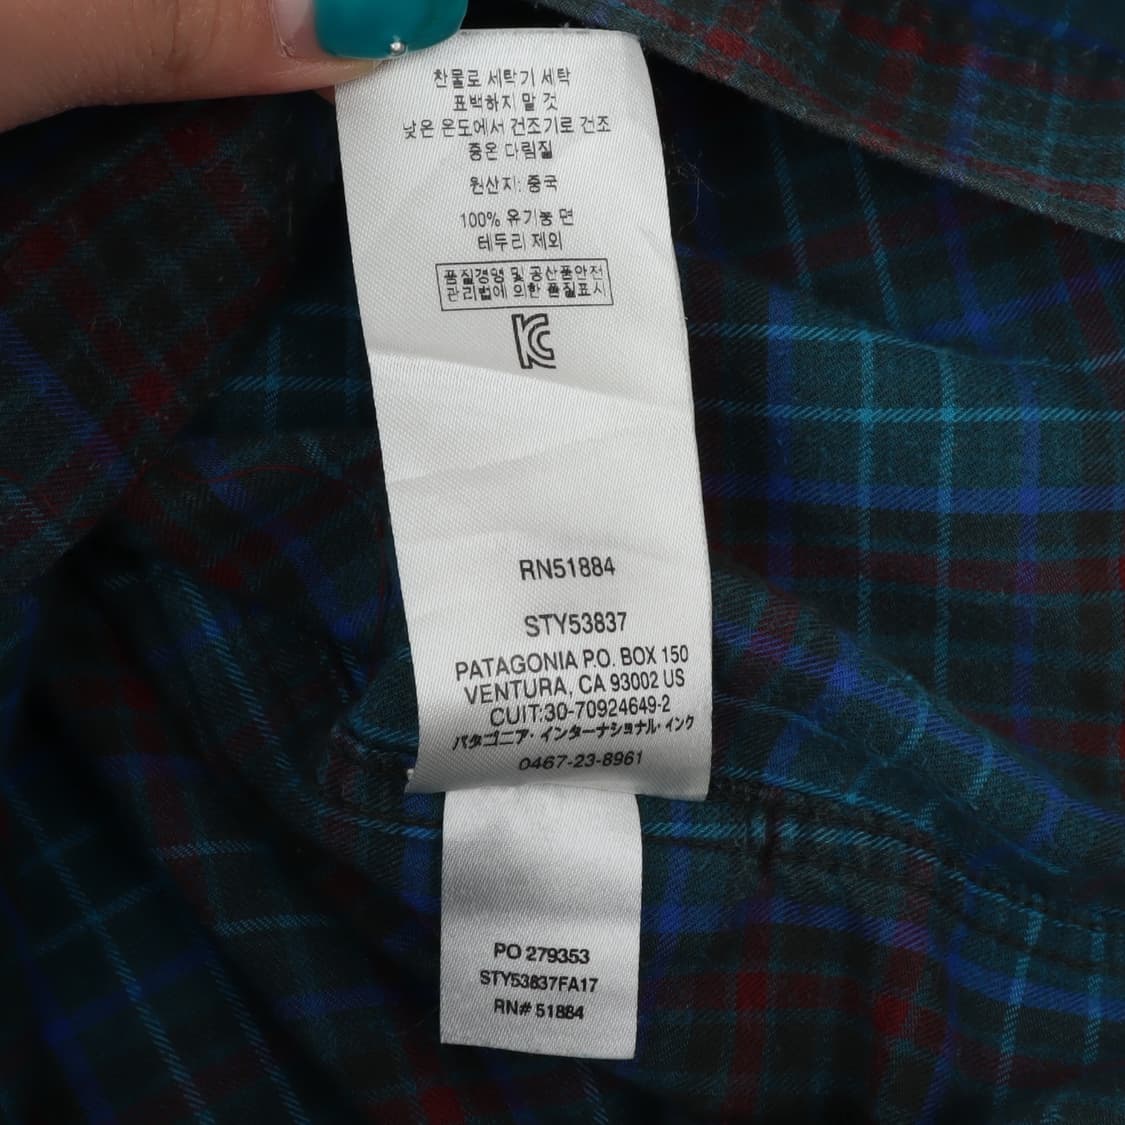 찬물로 세탁기 세탁
표백하지 말 것
낮은 온도에서 건조기로 건조
중온 다림질
원산지: 중국
100% 유기농 면
테두리 제외
품질경영 및 공산품안전
관리법에 의한 품질표시
KC
RN51884
STY53837
PATAGONIA P.O. BOX 150
VENTURA, CA 93002 US
CUIT:30-70924649-2
パタゴニア・インターナショナル・インク
0467-23-8961
PO 279353
STY53837FA17
RN# 51884